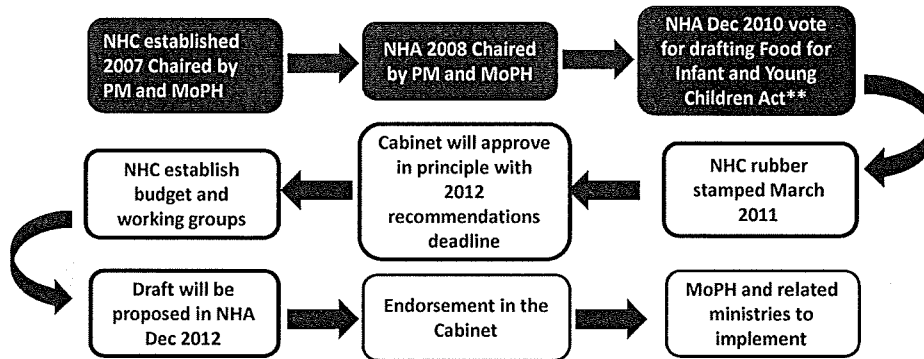 NHC established
2007 Chaired by
PM and MoPH
NHA 2008 Chaired
by PM and MoPH
NHA Dec 2010 vote
for drafting Food for
Infant and Young
Children Act**
NHC rubber
stamped March
2011
Cabinet will approve
in principle with
2012
recommendations
deadline
NHC establish
budget and
working groups
Draft will be
proposed in NHA
Dec 2012
Endorsement in the
Cabinet
MoPH and related
ministries to
implement